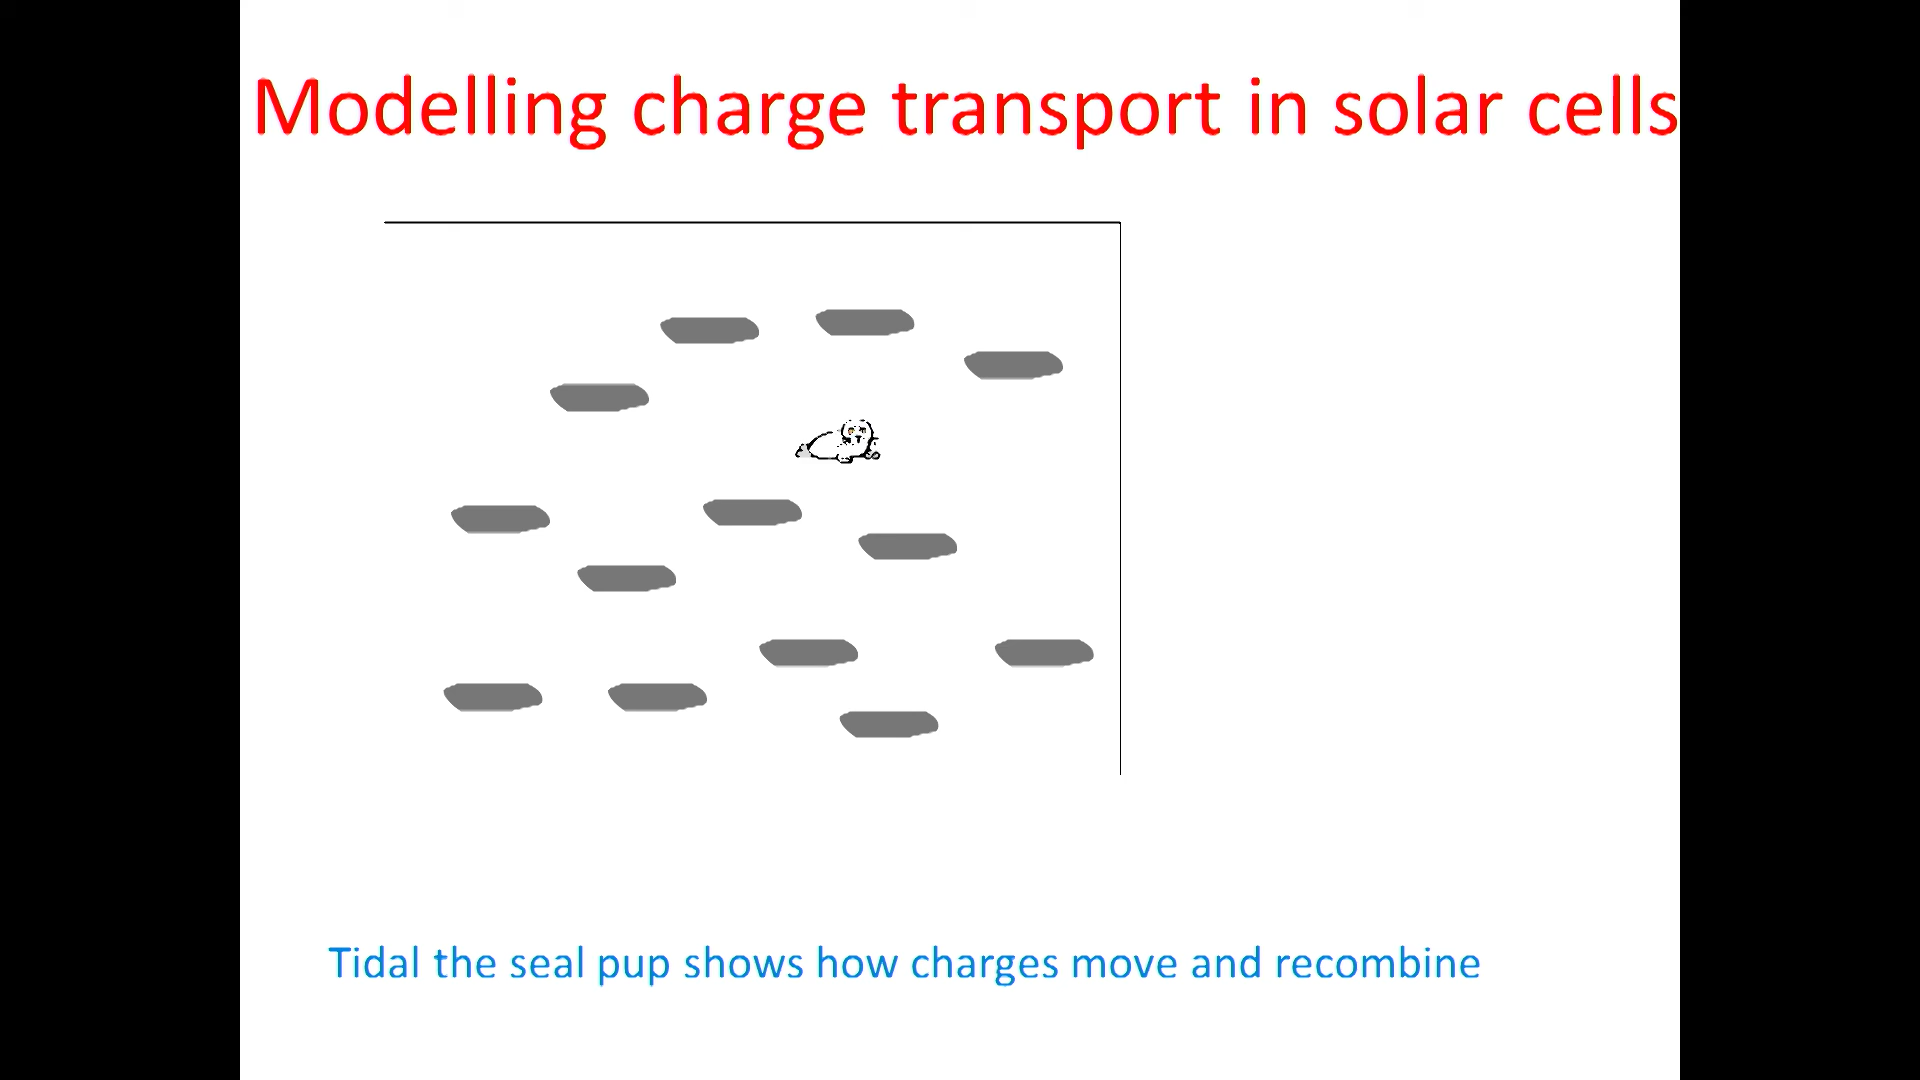 Modelling charge transport in solar cells
Tidal the seal pup shows how charges move and recombine